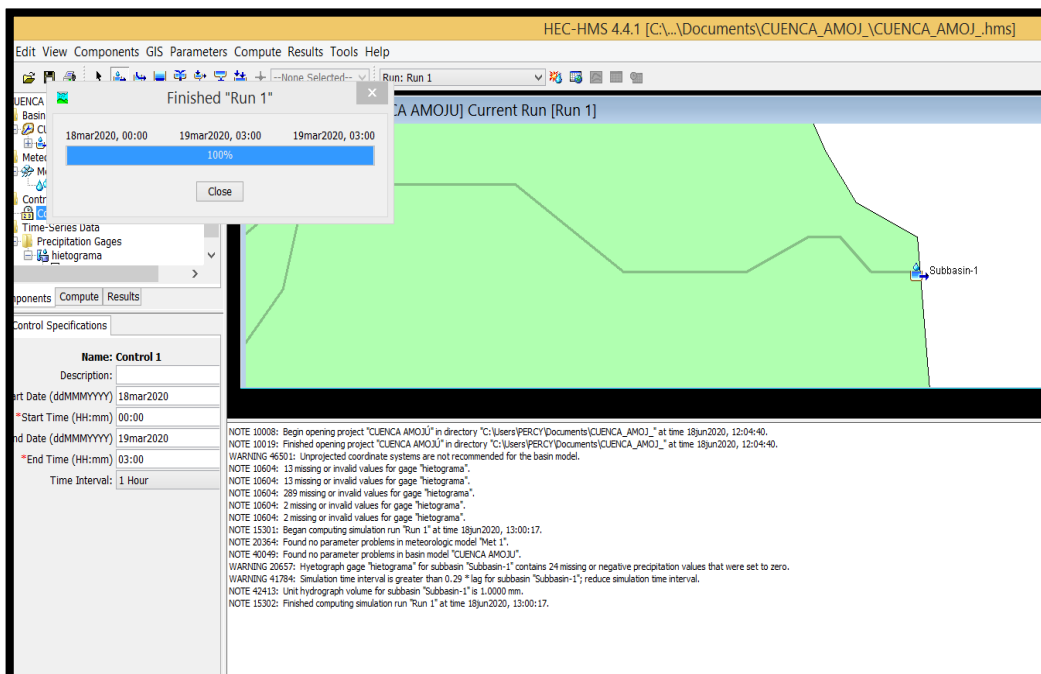 HEC-HMS 4.4.1 [C:\...\Documents\CUENCA_AMOJ_\CUENCA_AMOJ_.hms]
Edit View Components GIS Parameters Compute Results Tools Help
--None Selected-- Run: Run 1
Finished "Run 1"
18mar2020, 00:00 19mar2020, 03:00 19mar2020, 03:00
100%
Close
CA AMOJU] Current Run [Run 1]
UENCA
Basin
CU
Meteo
Me
Contr
Co
Time-Series Data
Precipitation Gages
hietograma
mponents Compute Results
Subbasin-1
Control Specifications
Name: Control 1
Description:
art Date (ddMMMYYYY) 18mar2020
*Start Time (HH:mm) 00:00
nd Date (ddMMMYYYY) 19mar2020
*End Time (HH:mm) 03:00
Time Interval: 1 Hour
NOTE 10008: Begin opening project "CUENCA AMOJÚ" in directory "C:\Users\PERCY\Documents\CUENCA_AMOJ_" at time 18jun2020, 12:04:40.
NOTE 10019: Finished opening project "CUENCA AMOJÚ" in directory "C:\Users\PERCY\Documents\CUENCA_AMOJ_" at time 18jun2020, 12:04:40.
WARNING 46501: Unprojected coordinate systems are not recommended for the basin model.
NOTE 10604: 13 missing or invalid values for gage "hietograma".
NOTE 10604: 13 missing or invalid values for gage "hietograma".
NOTE 10604: 289 missing or invalid values for gage "hietograma".
NOTE 10604: 2 missing or invalid values for gage "hietograma".
NOTE 10604: 2 missing or invalid values for gage "hietograma".
NOTE 15301: Began computing simulation run "Run 1" at time 18jun2020, 13:00:17.
NOTE 20364: Found no parameter problems in meteorologic model "Met 1".
NOTE 40049: Found no parameter problems in basin model "CUENCA AMOJU".
WARNING 20657: Hyetograph gage "hietograma" for subbasin "Subbasin-1" contains 24 missing or negative precipitation values that were set to zero.
WARNING 41784: Simulation time interval is greater than 0.29 * lag for subbasin "Subbasin-1"; reduce simulation time interval.
NOTE 42413: Unit hydrograph volume for subbasin "Subbasin-1" is 1.0000 mm.
NOTE 15302: Finished computing simulation run "Run 1" at time 18jun2020, 13:00:17.